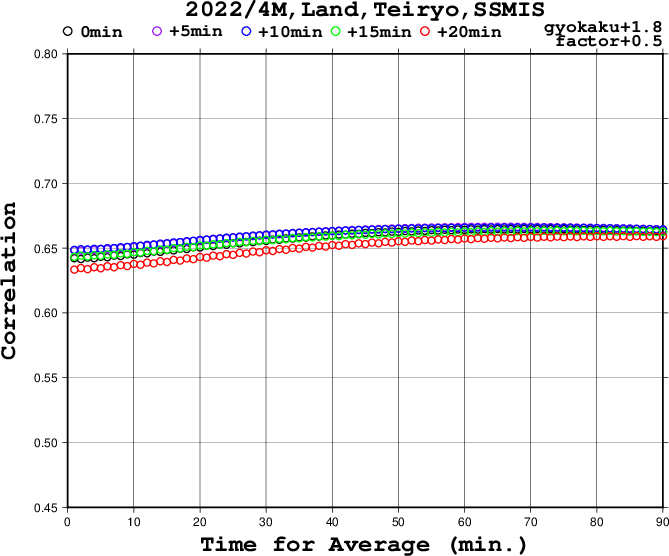 2022/4M,Land,Teiryo,SSMIS
0min +5min +10min +15min +20min
gyokaku+1.8
factor+0.5
Correlation
0.80
0.75
0.70
0.65
0.60
0.55
0.50
0.45
0 10 20 30 40 50 60 70 80 90
Time for Average (min.)